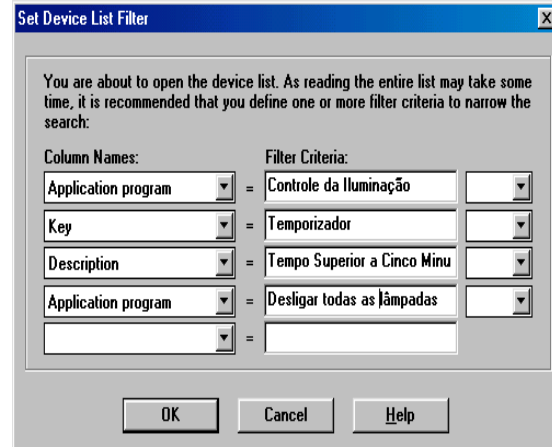 Set Device List Filter
You are about to open the device list. As reading the entire list may take some
time, it is recommended that you define one or more filter criteria to narrow the
search:
Column Names: Filter Criteria:
Application program = Controle da Iluminação
Key = Temporizador
Description = Tempo Superior a Cinco Minu
Application program = Desligar todas as lâmpadas
=
OK Cancel Help